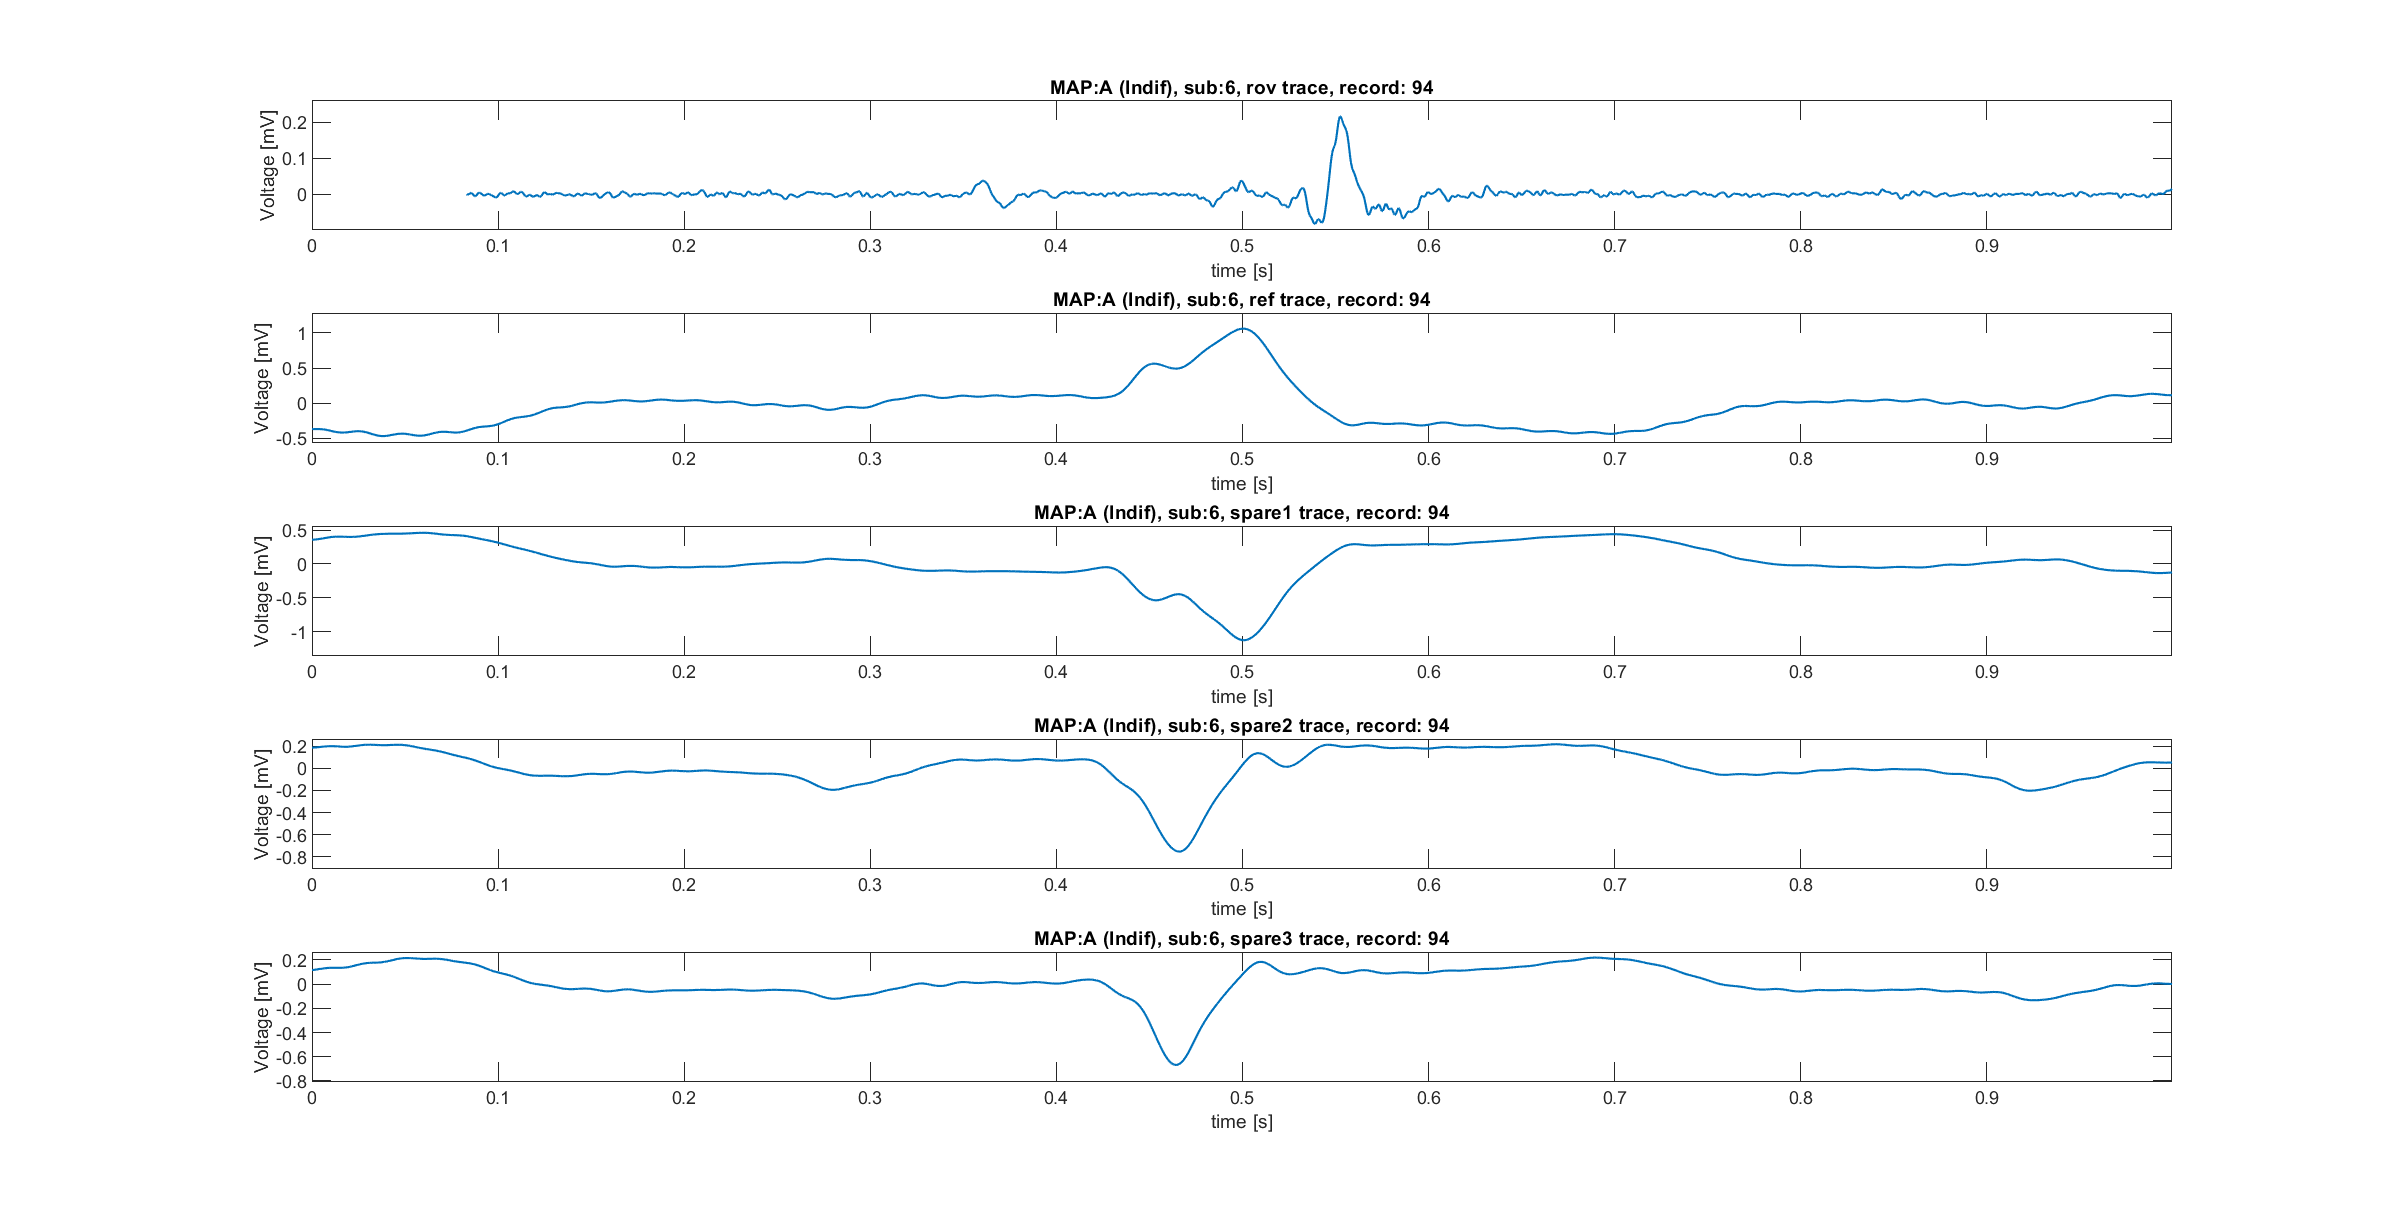 MAP:A (Indif), sub:6, rov trace, record: 94
Voltage [mV]
0.2
0.1
0
0 0.1 0.2 0.3 0.4 0.5 0.6 0.7 0.8 0.9
time [s]
MAP:A (Indif), sub:6, ref trace, record: 94
Voltage [mV]
1
0.5
0
-0.5
0 0.1 0.2 0.3 0.4 0.5 0.6 0.7 0.8 0.9
time [s]
MAP:A (Indif), sub:6, spare1 trace, record: 94
Voltage [mV]
0.5
0
-0.5
-1
0 0.1 0.2 0.3 0.4 0.5 0.6 0.7 0.8 0.9
time [s]
MAP:A (Indif), sub:6, spare2 trace, record: 94
Voltage [mV]
0.2
0
-0.2
-0.4
-0.6
-0.8
0 0.1 0.2 0.3 0.4 0.5 0.6 0.7 0.8 0.9
time [s]
MAP:A (Indif), sub:6, spare3 trace, record: 94
Voltage [mV]
0.2
0
-0.2
-0.4
-0.6
-0.8
0 0.1 0.2 0.3 0.4 0.5 0.6 0.7 0.8 0.9
time [s]